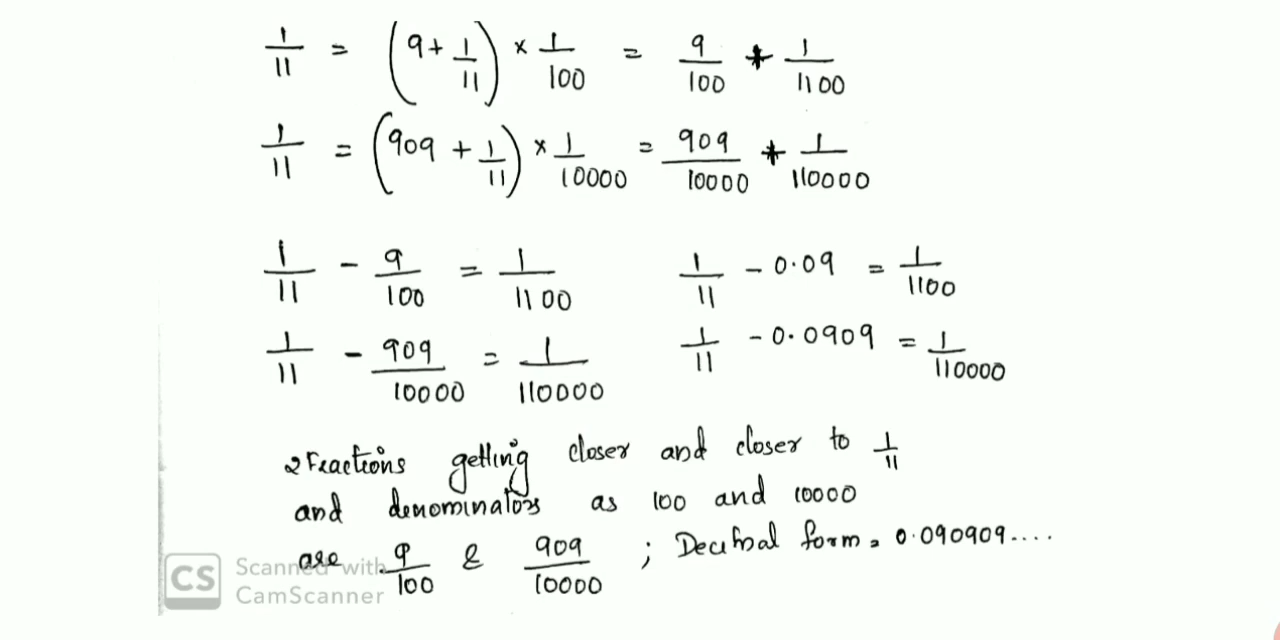 1/11 = (9 + 1/11) × 1/100 = 9/100 + 1/1100
1/11 = (909 + 1/11) × 1/10000 = 909/10000 + 1/110000
1/11 - 9/100 = 1/1100
1/11 - 0.09 = 1/1100
1/11 - 909/10000 = 1/110000
1/11 - 0.0909 = 1/110000
2 Fractions getting closer and closer to 1/11
and denominators as 100 and 10000
are 9/100 & 909/10000 ; Decimal form = 0.090909....
CS Scanned with
CamScanner